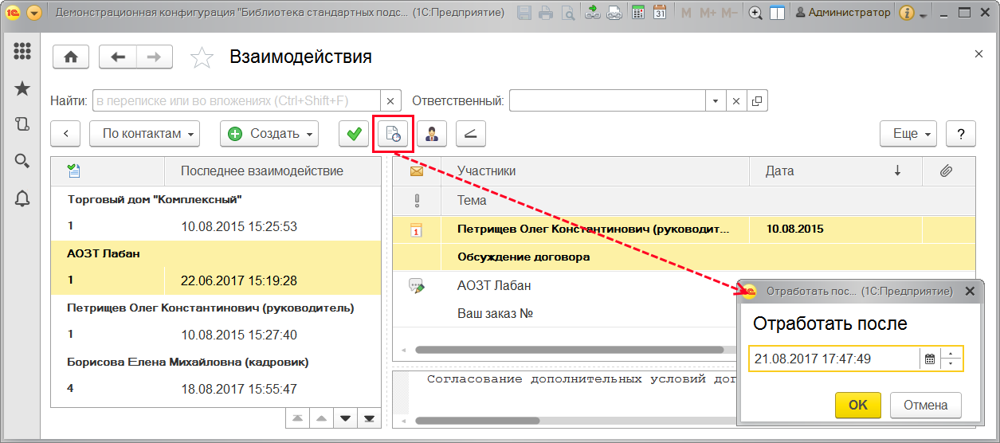 Демонстрационная конфигурация "Библиотека стандартных подс... (1С:Предприятие)
M M+ M-
31
Администратор
Взаимодействия
Найти:
в переписке или во вложениях (Ctrl+Shift+F)
Ответственный:
По контактам
Создать
Еще
?
Последнее взаимодействие
Торговый дом "Комплексный"
1 10.08.2015 15:25:53
АОЗТ Лабан
1 22.06.2017 15:19:28
Петрищев Олег Константинович (руководитель)
1 10.08.2015 15:27:40
Борисова Елена Михайловна (кадровик)
4 18.08.2017 15:55:47
Участники Дата
Тема
1 Петрищев Олег Константинович (руководит... 10.08.2015
Обсуждение договора
АОЗТ Лабан
Ваш заказ №
Согласование дополнительных условий дог
Отработать пос... (1С:Предприятие)
Отработать после
21.08.2017 17:47:49
OK
Отмена